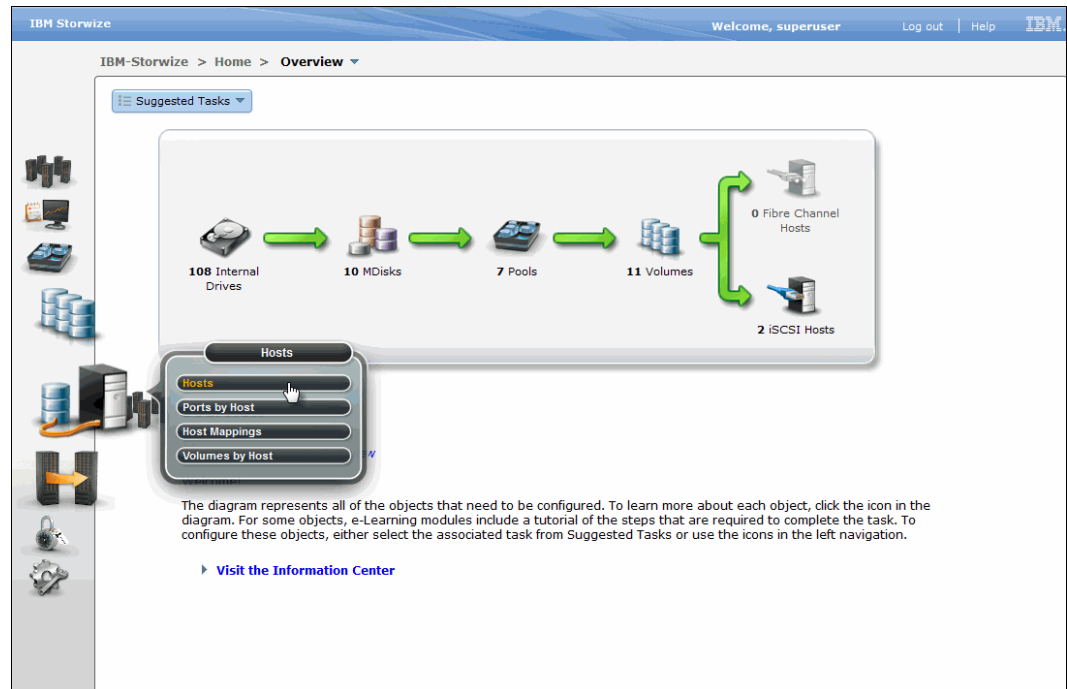 IBM Storwize
Welcome, superuser
Log out | Help
IBM.
IBM-Storwize > Home > Overview
Suggested Tasks
0 Fibre Channel
Hosts
108 Internal
Drives
10 MDisks
7 Pools
11 Volumes
2 iSCSI Hosts
Hosts
Hosts
Ports by Host
Host Mappings
Volumes by Host
The diagram represents all of the objects that need to be configured. To learn more about each object, click the icon in the
diagram. For some objects, e-Learning modules include a tutorial of the steps that are required to complete the task. To
configure these objects, either select the associated task from Suggested Tasks or use the icons in the left navigation.
Visit the Information Center